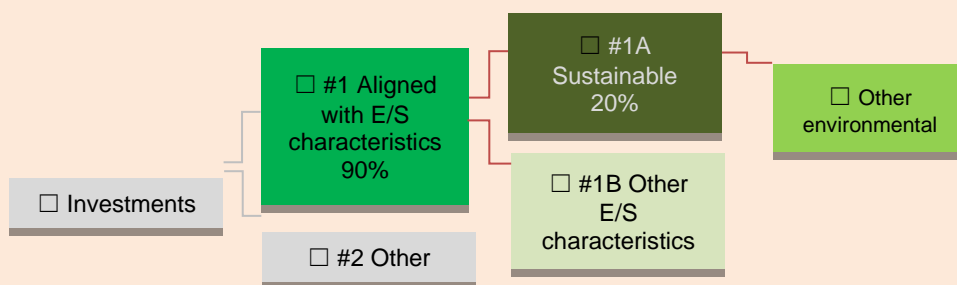 ☐ Investments
☐ #1 Aligned
with E/S
characteristics
90%
☐ #2 Other
☐ #1A
Sustainable
20%
☐ #1B Other
E/S
characteristics
☐ Other
environmental